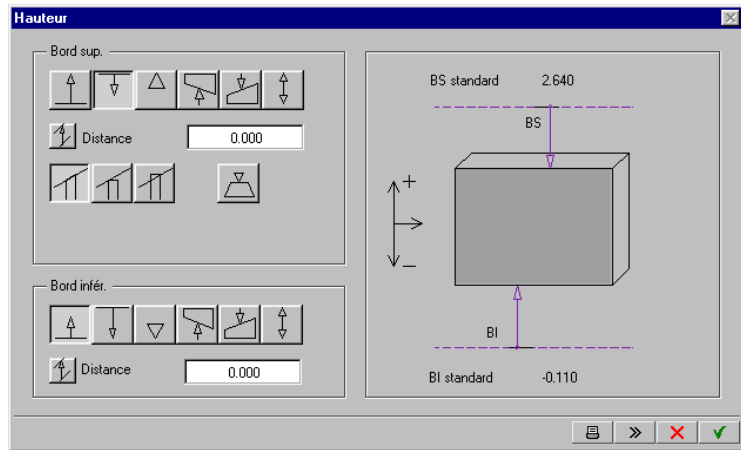 Hauteur
Bord sup.
Distance
0.000
Bord infér.
Distance
0.000
BS standard 2.640
BS
+
−
BI
BI standard -0.110